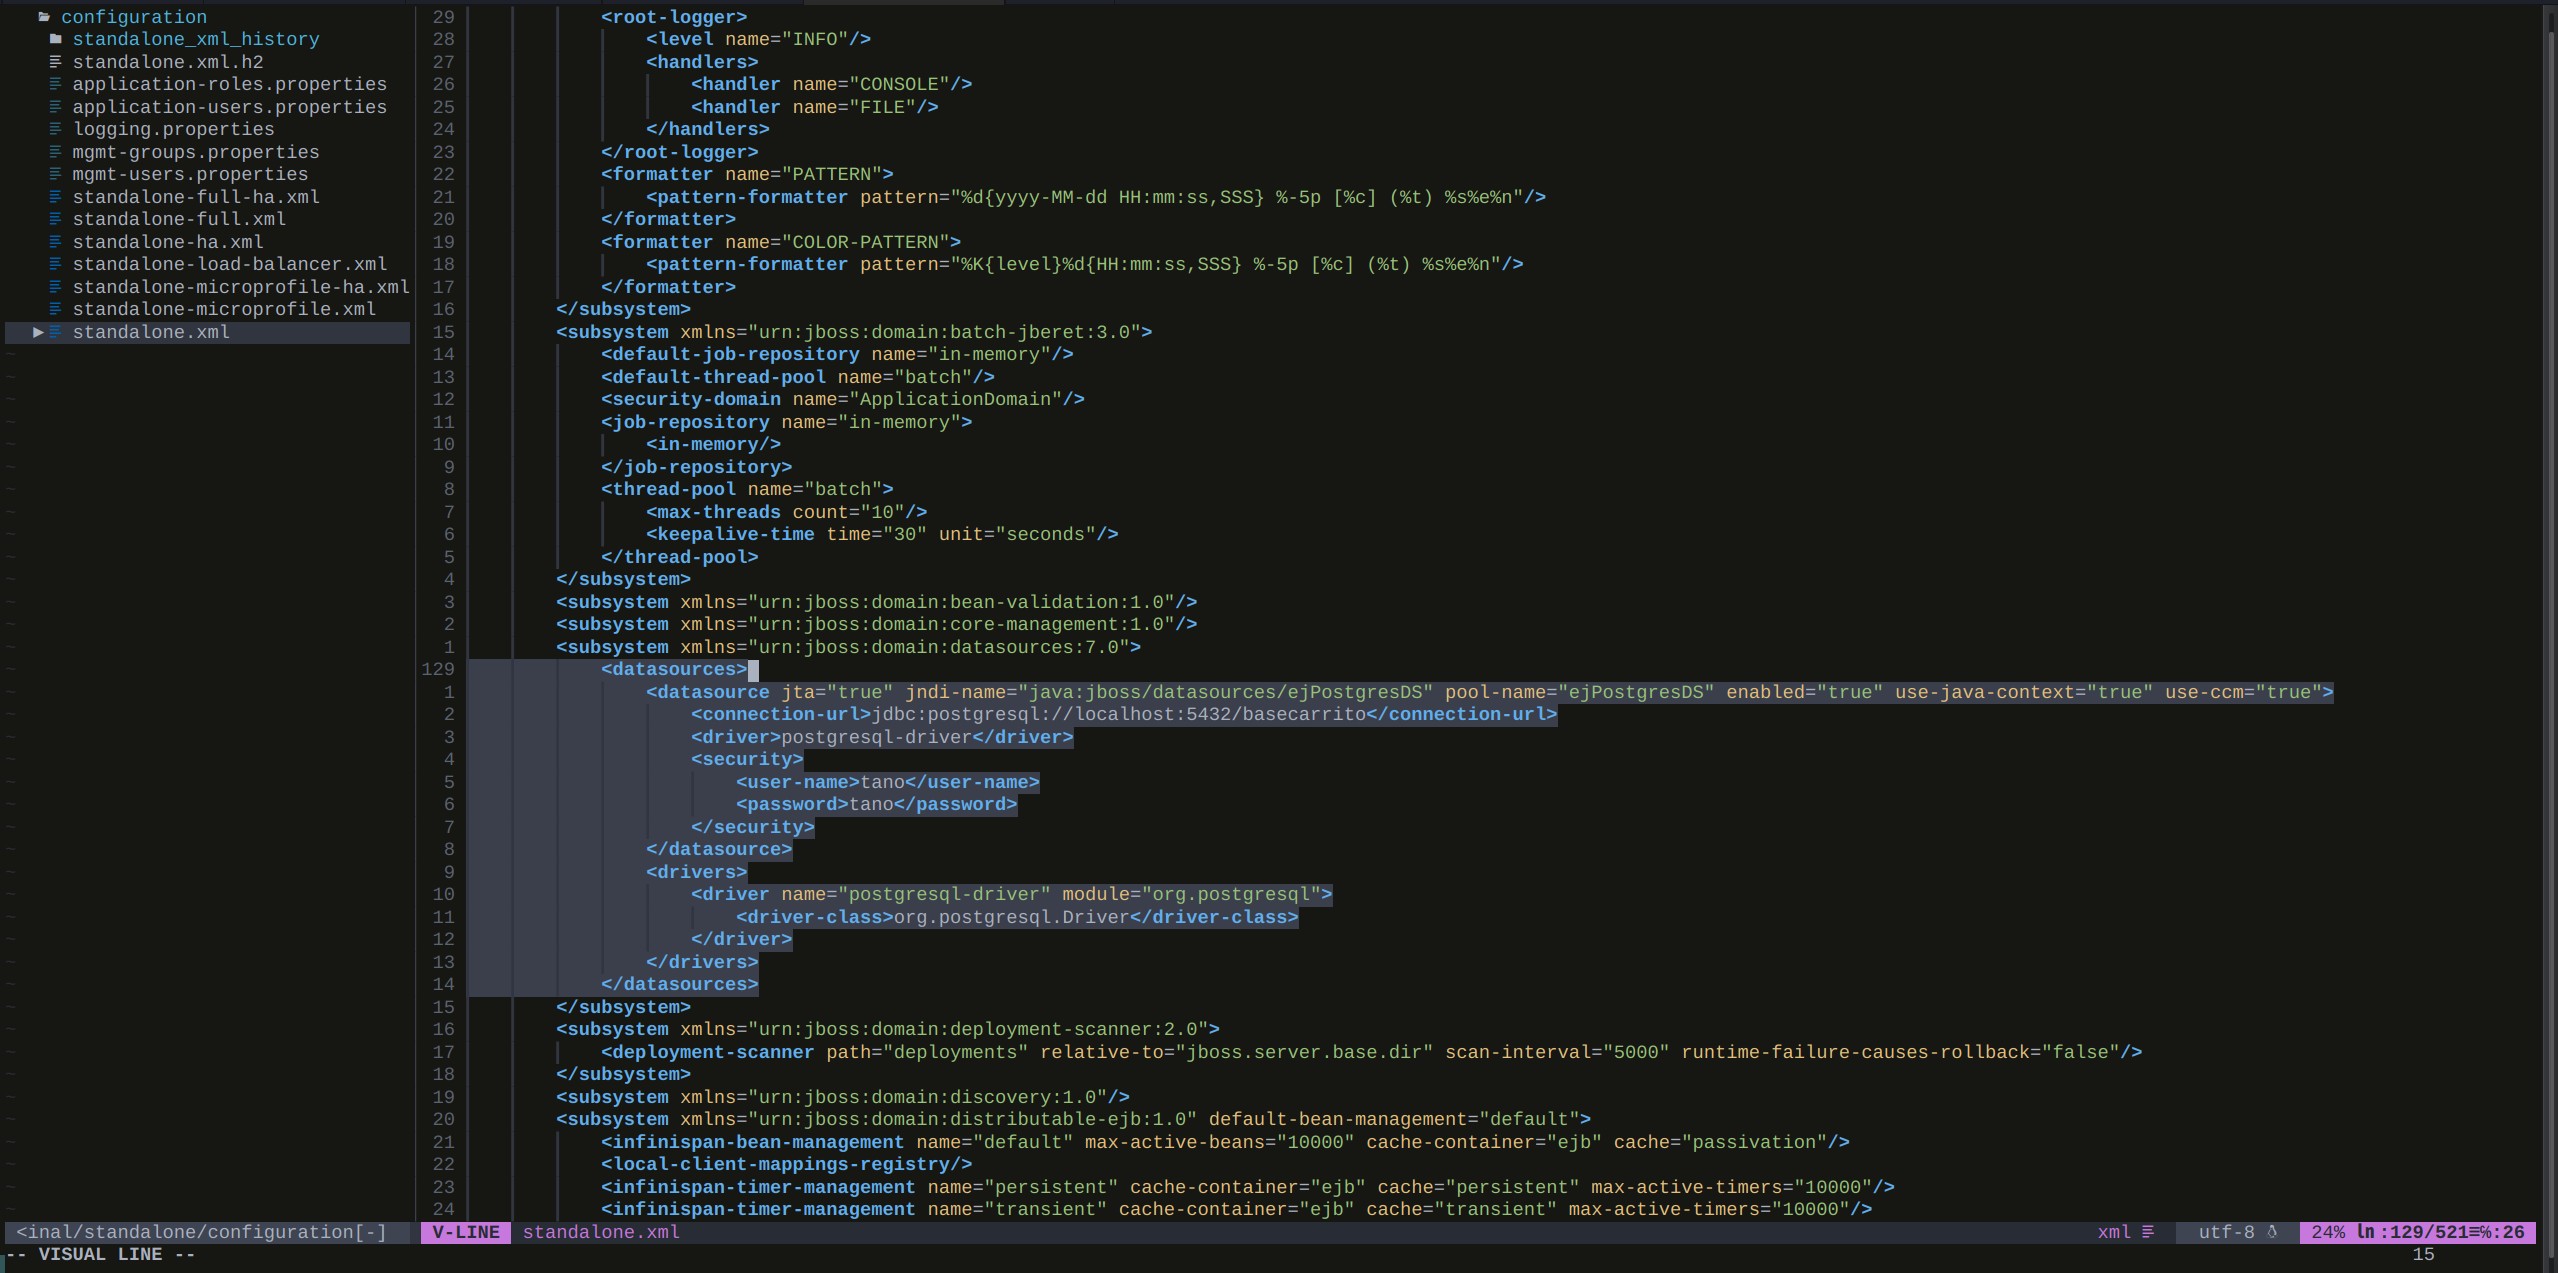 configuration
standalone_xml_history
standalone.xml.h2
application-roles.properties
application-users.properties
logging.properties
mgmt-groups.properties
mgmt-users.properties
standalone-full-ha.xml
standalone-full.xml
standalone-ha.xml
standalone-load-balancer.xml
standalone-microprofile-ha.xml
standalone-microprofile.xml
standalone.xml
29 <root-logger>
28 <level name="INFO"/>
27 <handlers>
26 <handler name="CONSOLE"/>
25 <handler name="FILE"/>
24 </handlers>
23 </root-logger>
22 <formatter name="PATTERN">
21 <pattern-formatter pattern="%d{yyyy-MM-dd HH:mm:ss,SSS} %-5p [%c] (%t) %s%e%n"/>
20 </formatter>
19 <formatter name="COLOR-PATTERN">
18 <pattern-formatter pattern="%K{level}%d{HH:mm:ss,SSS} %-5p [%c] (%t) %s%e%n"/>
17 </formatter>
16 </subsystem>
15 <subsystem xmlns="urn:jboss:domain:batch-jberet:3.0">
14 <default-job-repository name="in-memory"/>
13 <default-thread-pool name="batch"/>
12 <security-domain name="ApplicationDomain"/>
11 <job-repository name="in-memory">
10 <in-memory/>
9 </job-repository>
8 <thread-pool name="batch">
7 <max-threads count="10"/>
6 <keepalive-time time="30" unit="seconds"/>
5 </thread-pool>
4 </subsystem>
3 <subsystem xmlns="urn:jboss:domain:bean-validation:1.0"/>
2 <subsystem xmlns="urn:jboss:domain:core-management:1.0"/>
1 <subsystem xmlns="urn:jboss:domain:datasources:7.0">
129 <datasources>
1 <datasource jta="true" jndi-name="java:jboss/datasources/ejPostgresDS" pool-name="ejPostgresDS" enabled="true" use-java-context="true" use-ccm="true">
2 <connection-url>jdbc:postgresql://localhost:5432/basecarrito</connection-url>
3 <driver>postgresql-driver</driver>
4 <security>
5 <user-name>tano</user-name>
6 <password>tano</password>
7 </security>
8 </datasource>
9 <drivers>
10 <driver name="postgresql-driver" module="org.postgresql">
11 <driver-class>org.postgresql.Driver</driver-class>
12 </driver>
13 </drivers>
14 </datasources>
15 </subsystem>
16 <subsystem xmlns="urn:jboss:domain:deployment-scanner:2.0">
17 <deployment-scanner path="deployments" relative-to="jboss.server.base.dir" scan-interval="5000" runtime-failure-causes-rollback="false"/>
18 </subsystem>
19 <subsystem xmlns="urn:jboss:domain:discovery:1.0"/>
20 <subsystem xmlns="urn:jboss:domain:distributable-ejb:1.0" default-bean-management="default">
21 <infinispan-bean-management name="default" max-active-beans="10000" cache-container="ejb" cache="passivation"/>
22 <local-client-mappings-registry/>
23 <infinispan-timer-management name="persistent" cache-container="ejb" cache="persistent" max-active-timers="10000"/>
24 <infinispan-timer-management name="transient" cache-container="ejb" cache="transient" max-active-timers="10000"/>
<inal/standalone/configuration[-] V-LINE standalone.xml xml utf-8 24% ln :129/521≡℅:26
-- VISUAL LINE -- 15